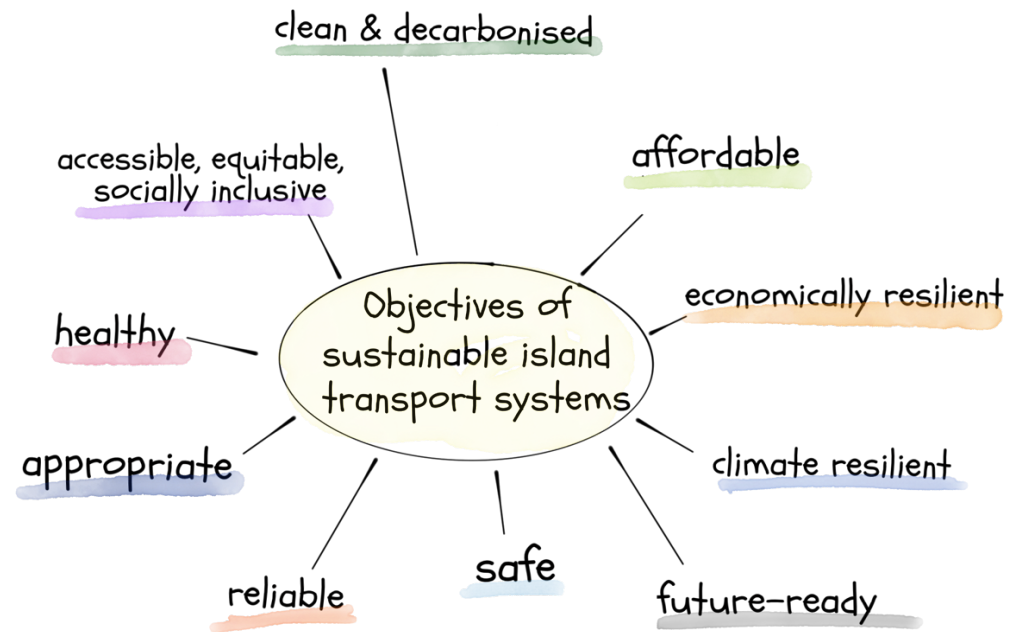 clean & decarbonised
accessible, equitable,
socially inclusive
affordable
economically resilient
Objectives of
sustainable island
transport systems
healthy
appropriate
climate resilient
reliable
safe
future-ready